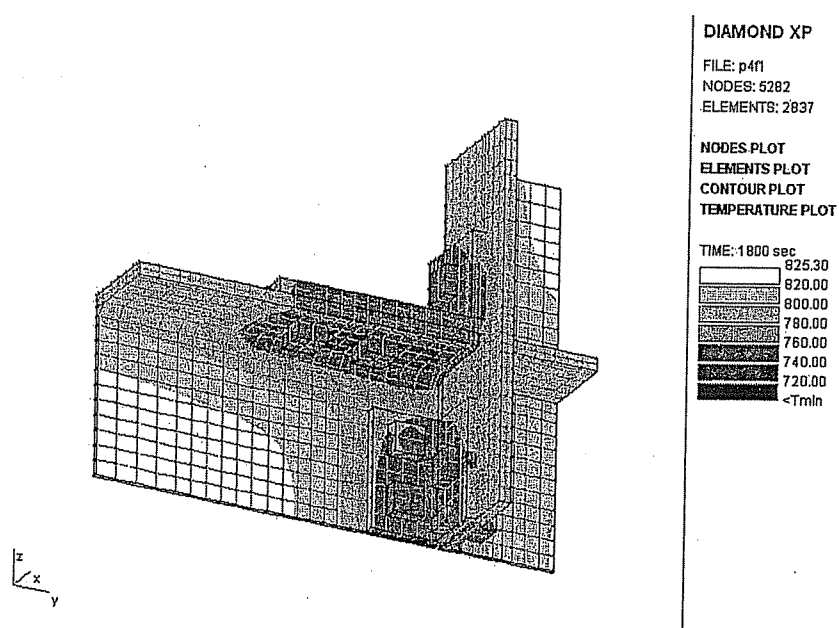 DIAMOND XP
FILE: p4f1
NODES: 5282
ELEMENTS: 2837
NODES PLOT
ELEMENTS PLOT
CONTOUR PLOT
TEMPERATURE PLOT
TIME: 1800 sec
825.30
820.00
800.00
780.00
760.00
740.00
720.00
<Tmin
z
x
y